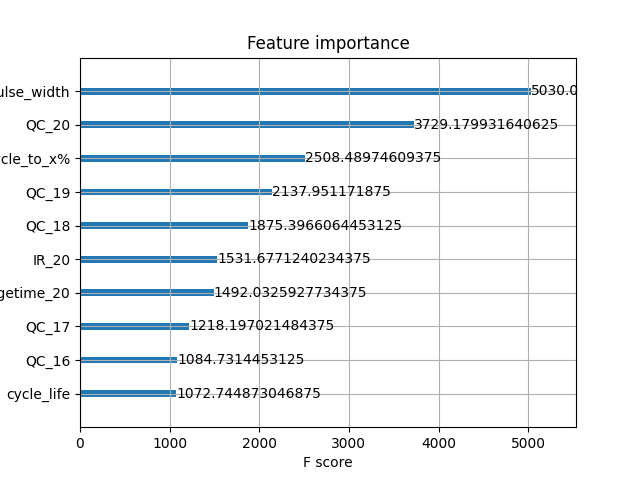 Feature importance
ulse_width
5030.0
QC_20
3729.179931640625
cle_to_x%
2508.48974609375
QC_19
2137.951171875
QC_18
1875.3966064453125
IR_20
1531.6771240234375
getime_20
1492.0325927734375
QC_17
1218.197021484375
QC_16
1084.7314453125
cycle_life
1072.744873046875
0 1000 2000 3000 4000 5000
F score